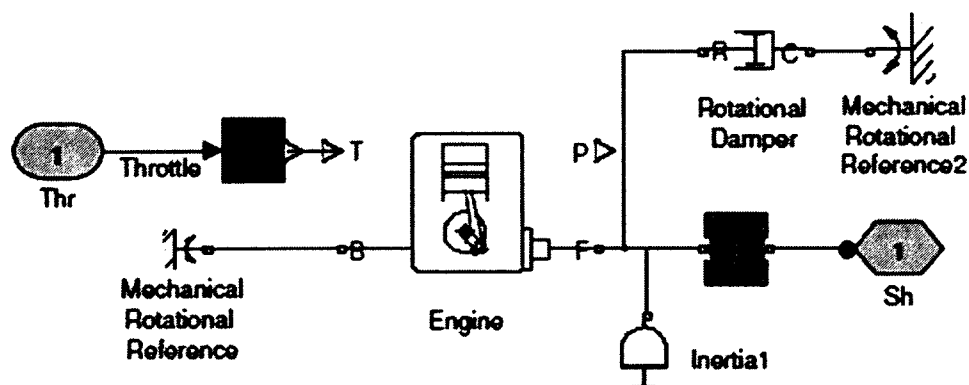 R
C
Rotational
Damper
Mechanical
Rotational
Reference2
1
Throttle
T
Thr
P
B
F
Mechanical
Rotational
Reference
Engine
1
Sh
Inertia1